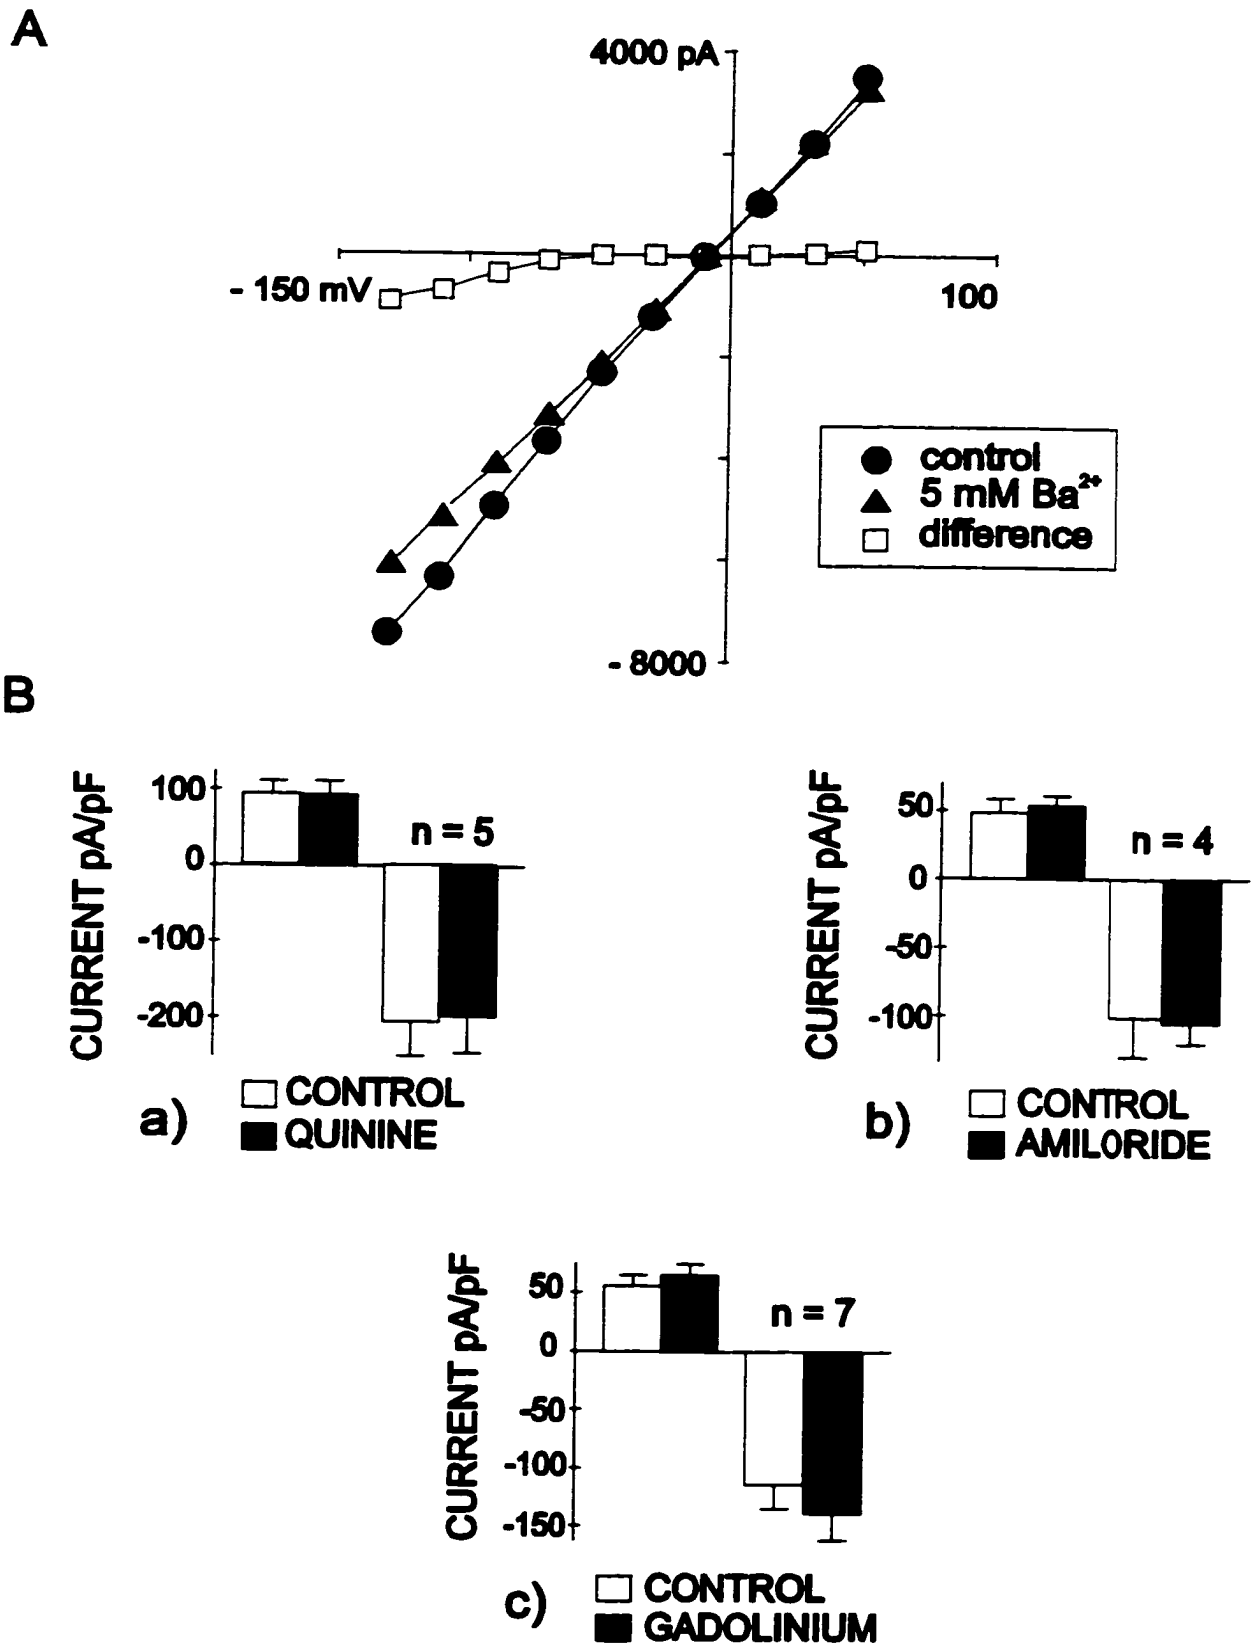 A
4000 pA
- 150 mV
100
control
5 mM Ba²⁺
difference
- 8000
B
CURRENT pA/pF
100
0
-100
-200
n = 5
CONTROL
QUININE
a)
CURRENT pA/pF
50
0
-50
-100
n = 4
CONTROL
AMILORIDE
b)
CURRENT pA/pF
50
0
-50
-100
-150
n = 7
CONTROL
GADOLINIUM
c)